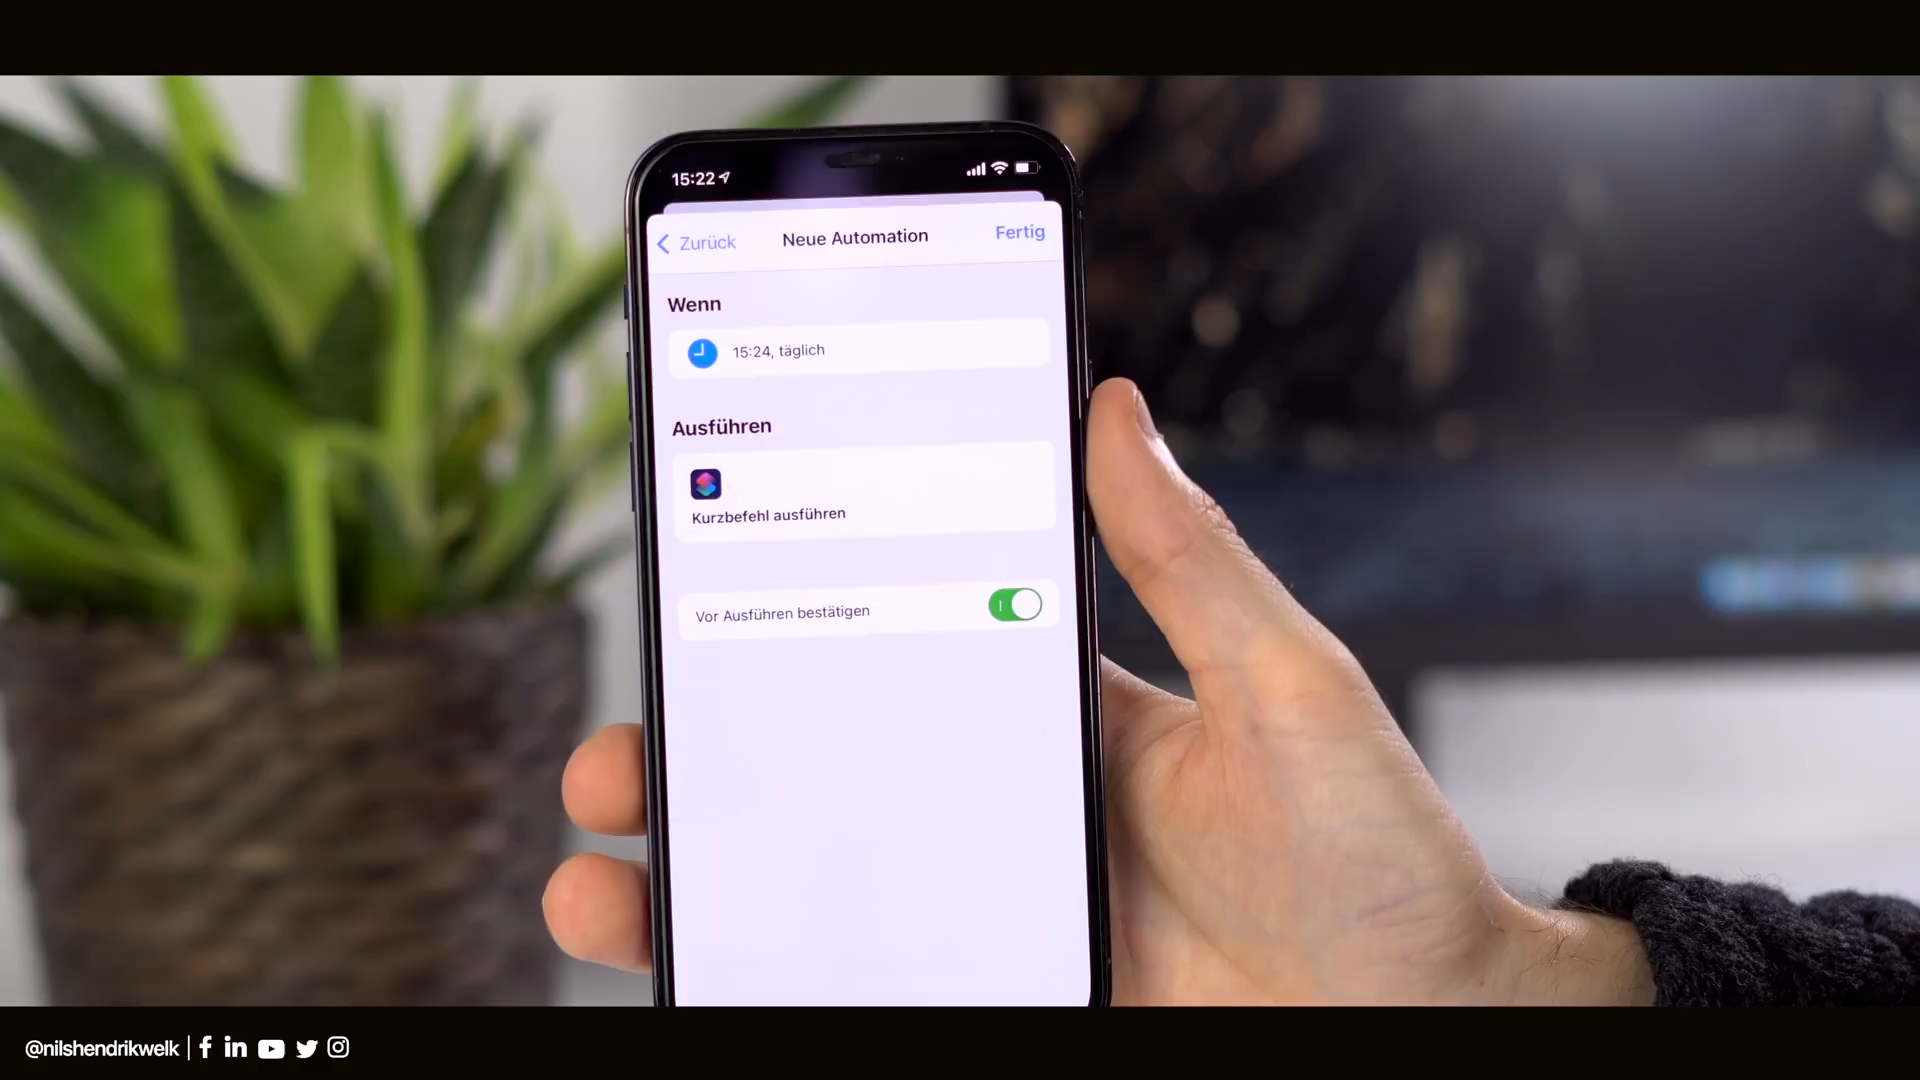 15:22
Zurück
Neue Automation
Fertig
Wenn
15:24, täglich
Ausführen
Kurzbefehl ausführen
Vor Ausführen bestätigen
@nilshendrikwelk